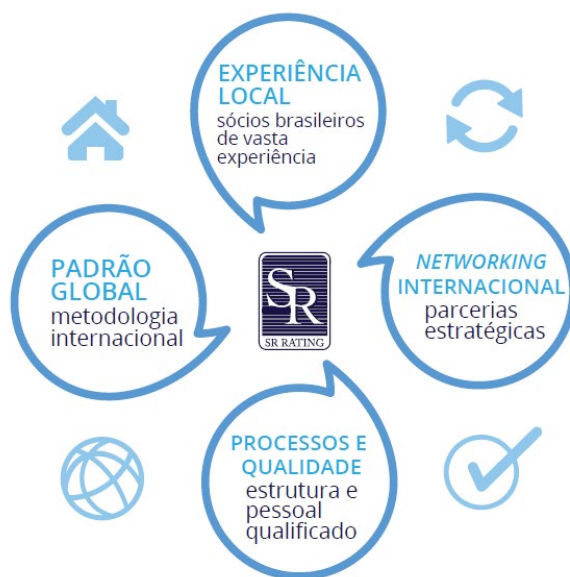 EXPERIÊNCIA
LOCAL
sócios brasileiros
de vasta
experiência
PADRÃO
GLOBAL
metodologia
internacional
SR
SR RATING
NETWORKING
INTERNACIONAL
parcerias
estratégicas
PROCESSOS E
QUALIDADE
estrutura e
pessoal
qualificado